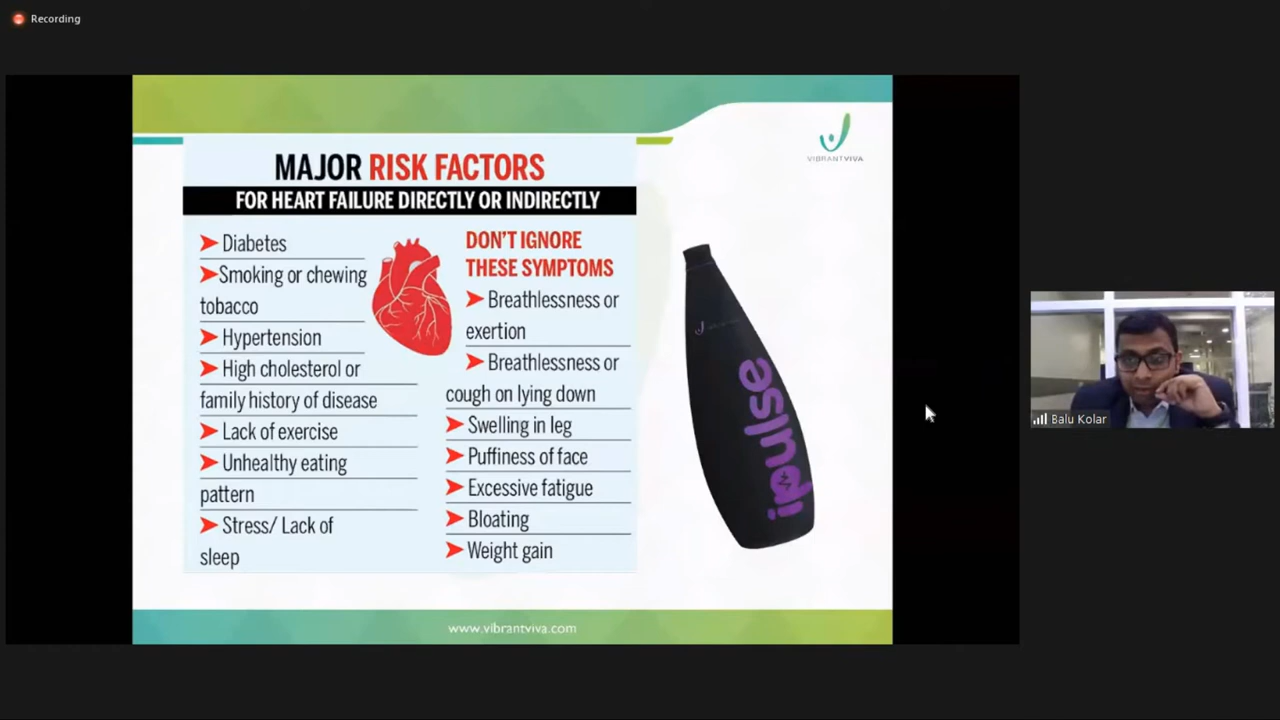 Recording
VIBRANTVIVA
MAJOR RISK FACTORS
FOR HEART FAILURE DIRECTLY OR INDIRECTLY
Diabetes
Smoking or chewing
tobacco
Hypertension
High cholesterol or
family history of disease
Lack of exercise
Unhealthy eating
pattern
Stress/ Lack of
sleep
DON'T IGNORE
THESE SYMPTOMS
Breathlessness or
exertion
Breathlessness or
cough on lying down
Swelling in leg
Puffiness of face
Excessive fatigue
Bloating
Weight gain
ipulse
www.vibrantviva.com
Balu Kolar